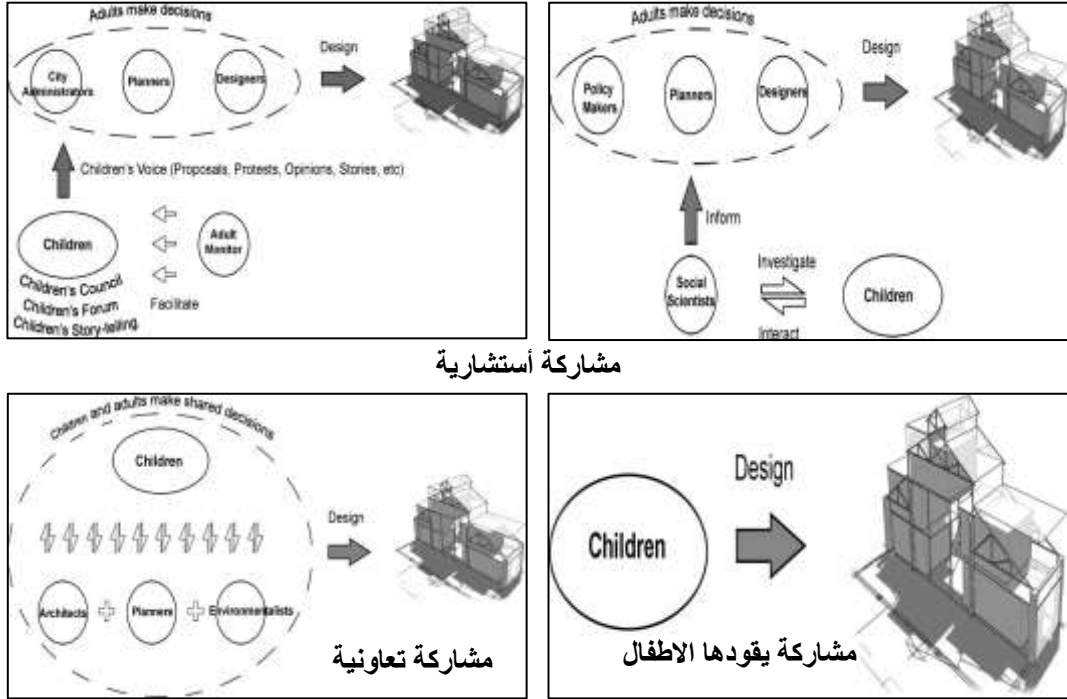 Adults make decisions
City Administrators
Planners
Designers
Design
Children's Voice (Proposals, Protests, Opinions, Stories, etc)
Children
Adult Monitor
Facilitate
Children's Council
Children's Forum
Children's Story-telling
Adults make decisions
Policy Makers
Planners
Designers
Design
Inform
Social Scientists
Investigate
Interact
Children
مشاركة أستشارية
Children and adults make shared decisions
Children
Architects
Planners
Environmentalists
Design
مشاركة تعاونية
Children
Design
مشاركة يقودها الاطفال